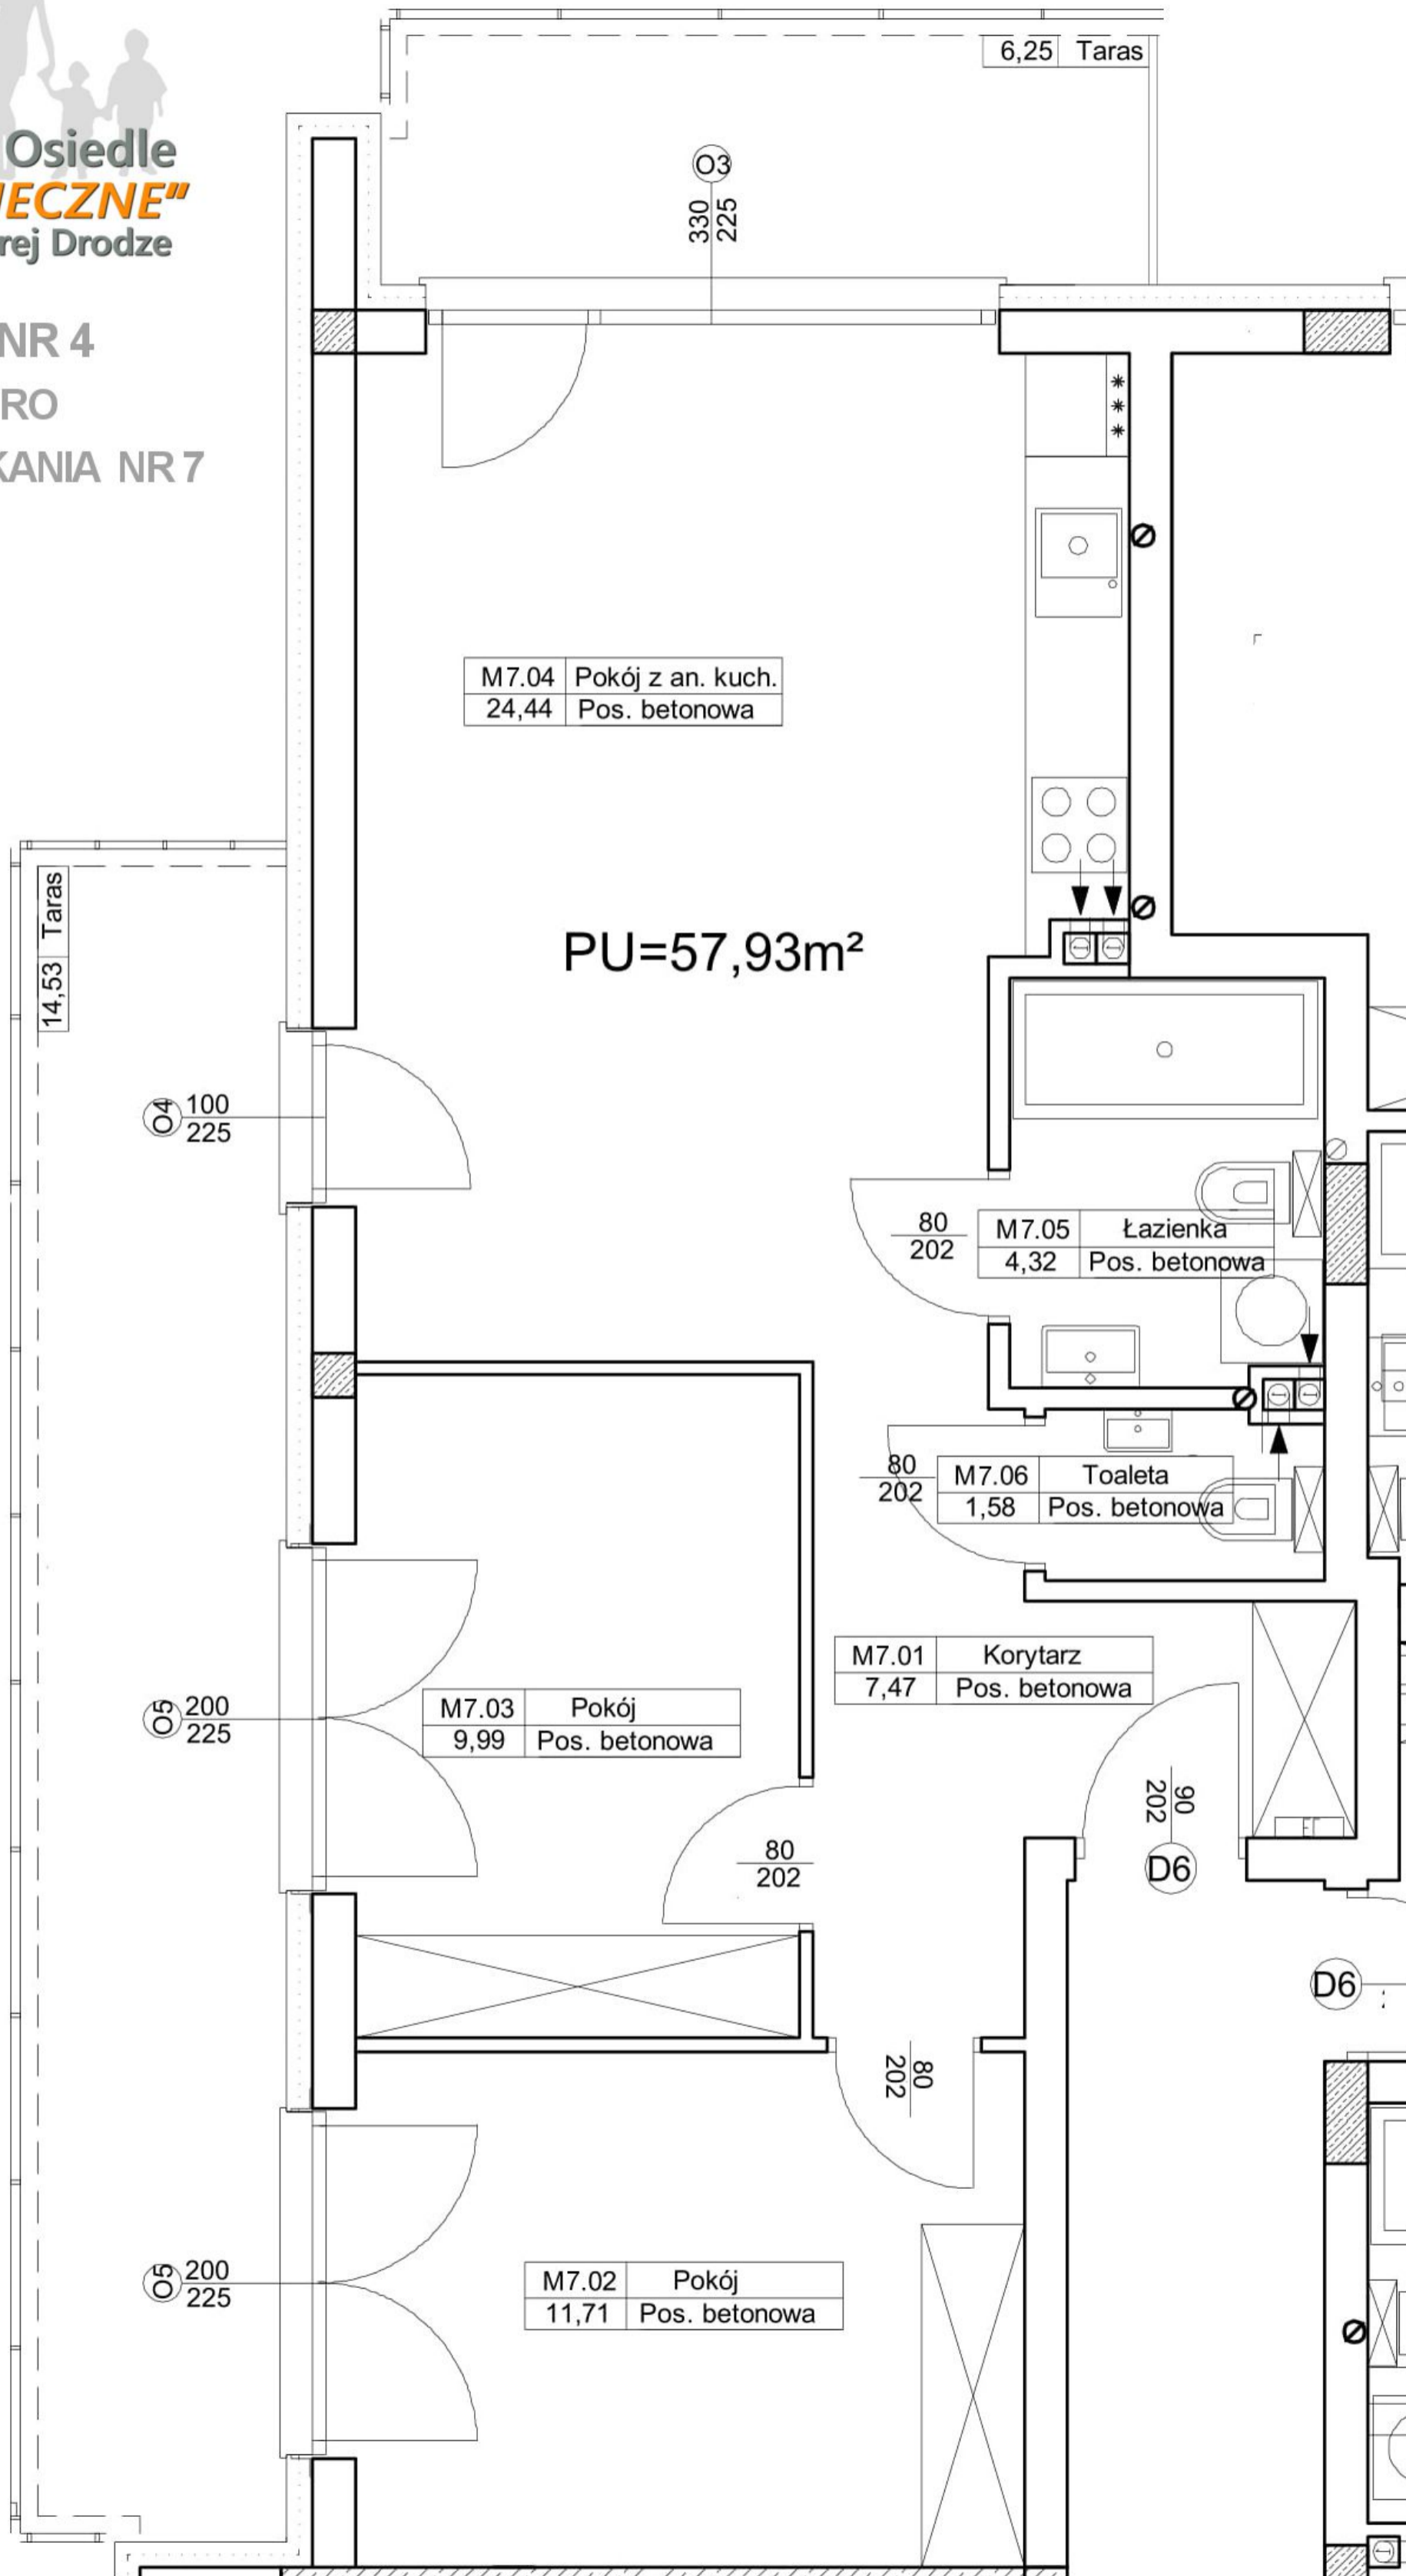 6,25 Taras
Osiedle
IECZNE"
rej Drodze
O3
330
225
NR 4
RO
KANIA NR 7
M7.04 Pokój z an. kuch.
24,44 Pos. betonowa
14,53 Taras
PU=57,93m²
O4 100
225
80
202
M7.05 Łazienka
4,32 Pos. betonowa
80
202
M7.06 Toaleta
1,58 Pos. betonowa
M7.01 Korytarz
7,47 Pos. betonowa
O5 200
225
M7.03 Pokój
9,99 Pos. betonowa
90
202
D6
80
202
D6
80
202
O5 200
225
M7.02 Pokój
11,71 Pos. betonowa